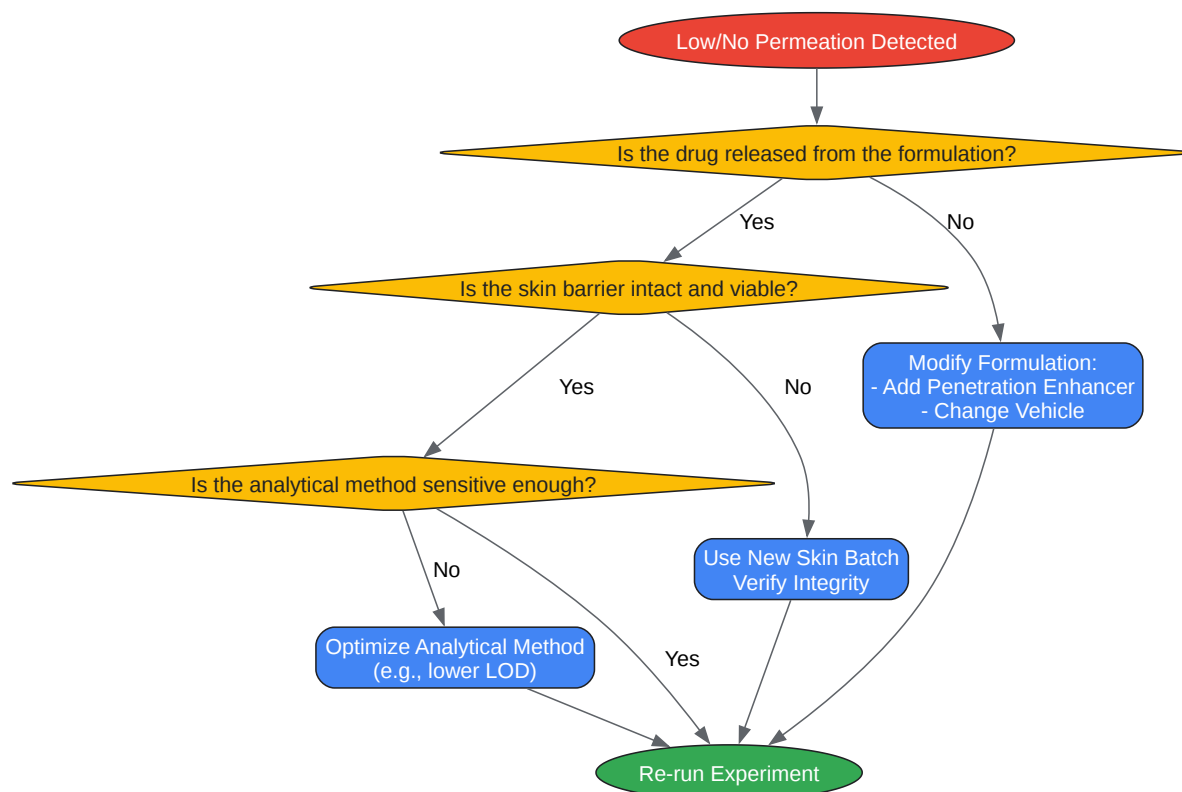 Low/No Permeation Detected
Is the drug released from the formulation?
Yes
No
Is the skin barrier intact and viable?
Yes
No
Modify Formulation:
- Add Penetration Enhancer
- Change Vehicle
Is the analytical method sensitive enough?
No
Yes
Use New Skin Batch
Verify Integrity
Optimize Analytical Method
(e.g., lower LOD)
Re-run Experiment